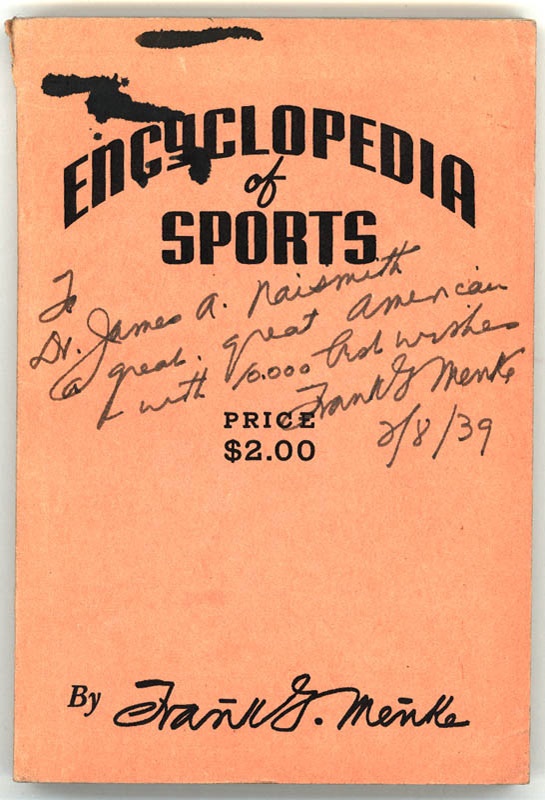 ENCYCLOPEDIA
of
SPORTS
To
Dr. James A. Naismith
a great, great American
with 10.000 best wishes
Frank G Menke
2/8/39
PRICE
$2.00
By Frank G. Menke